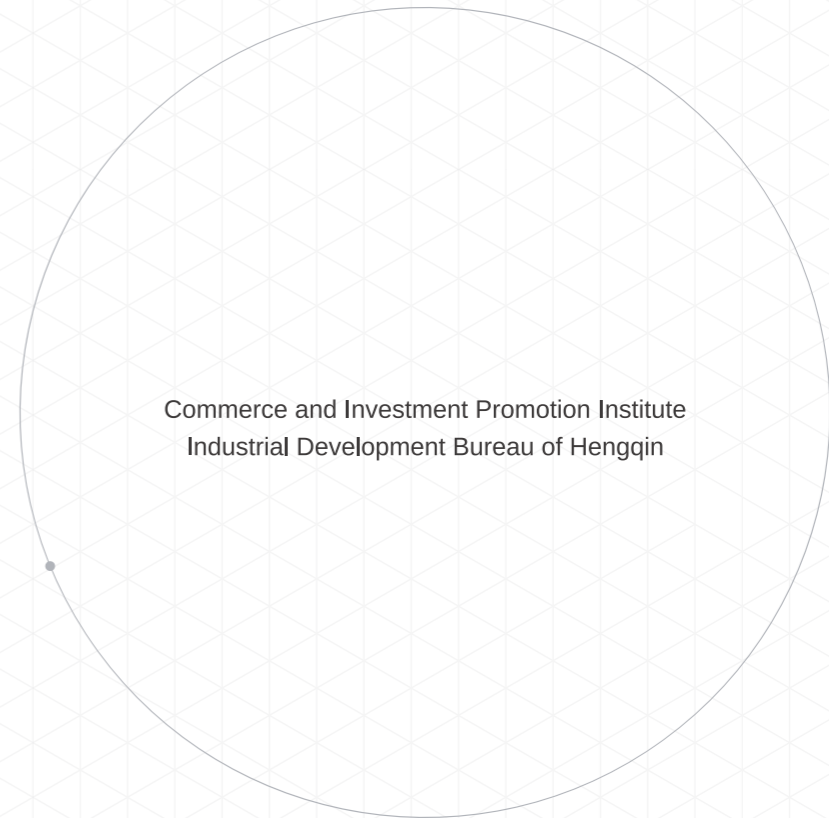 Commerce and Investment Promotion Institute
Industrial Development Bureau of Hengqin